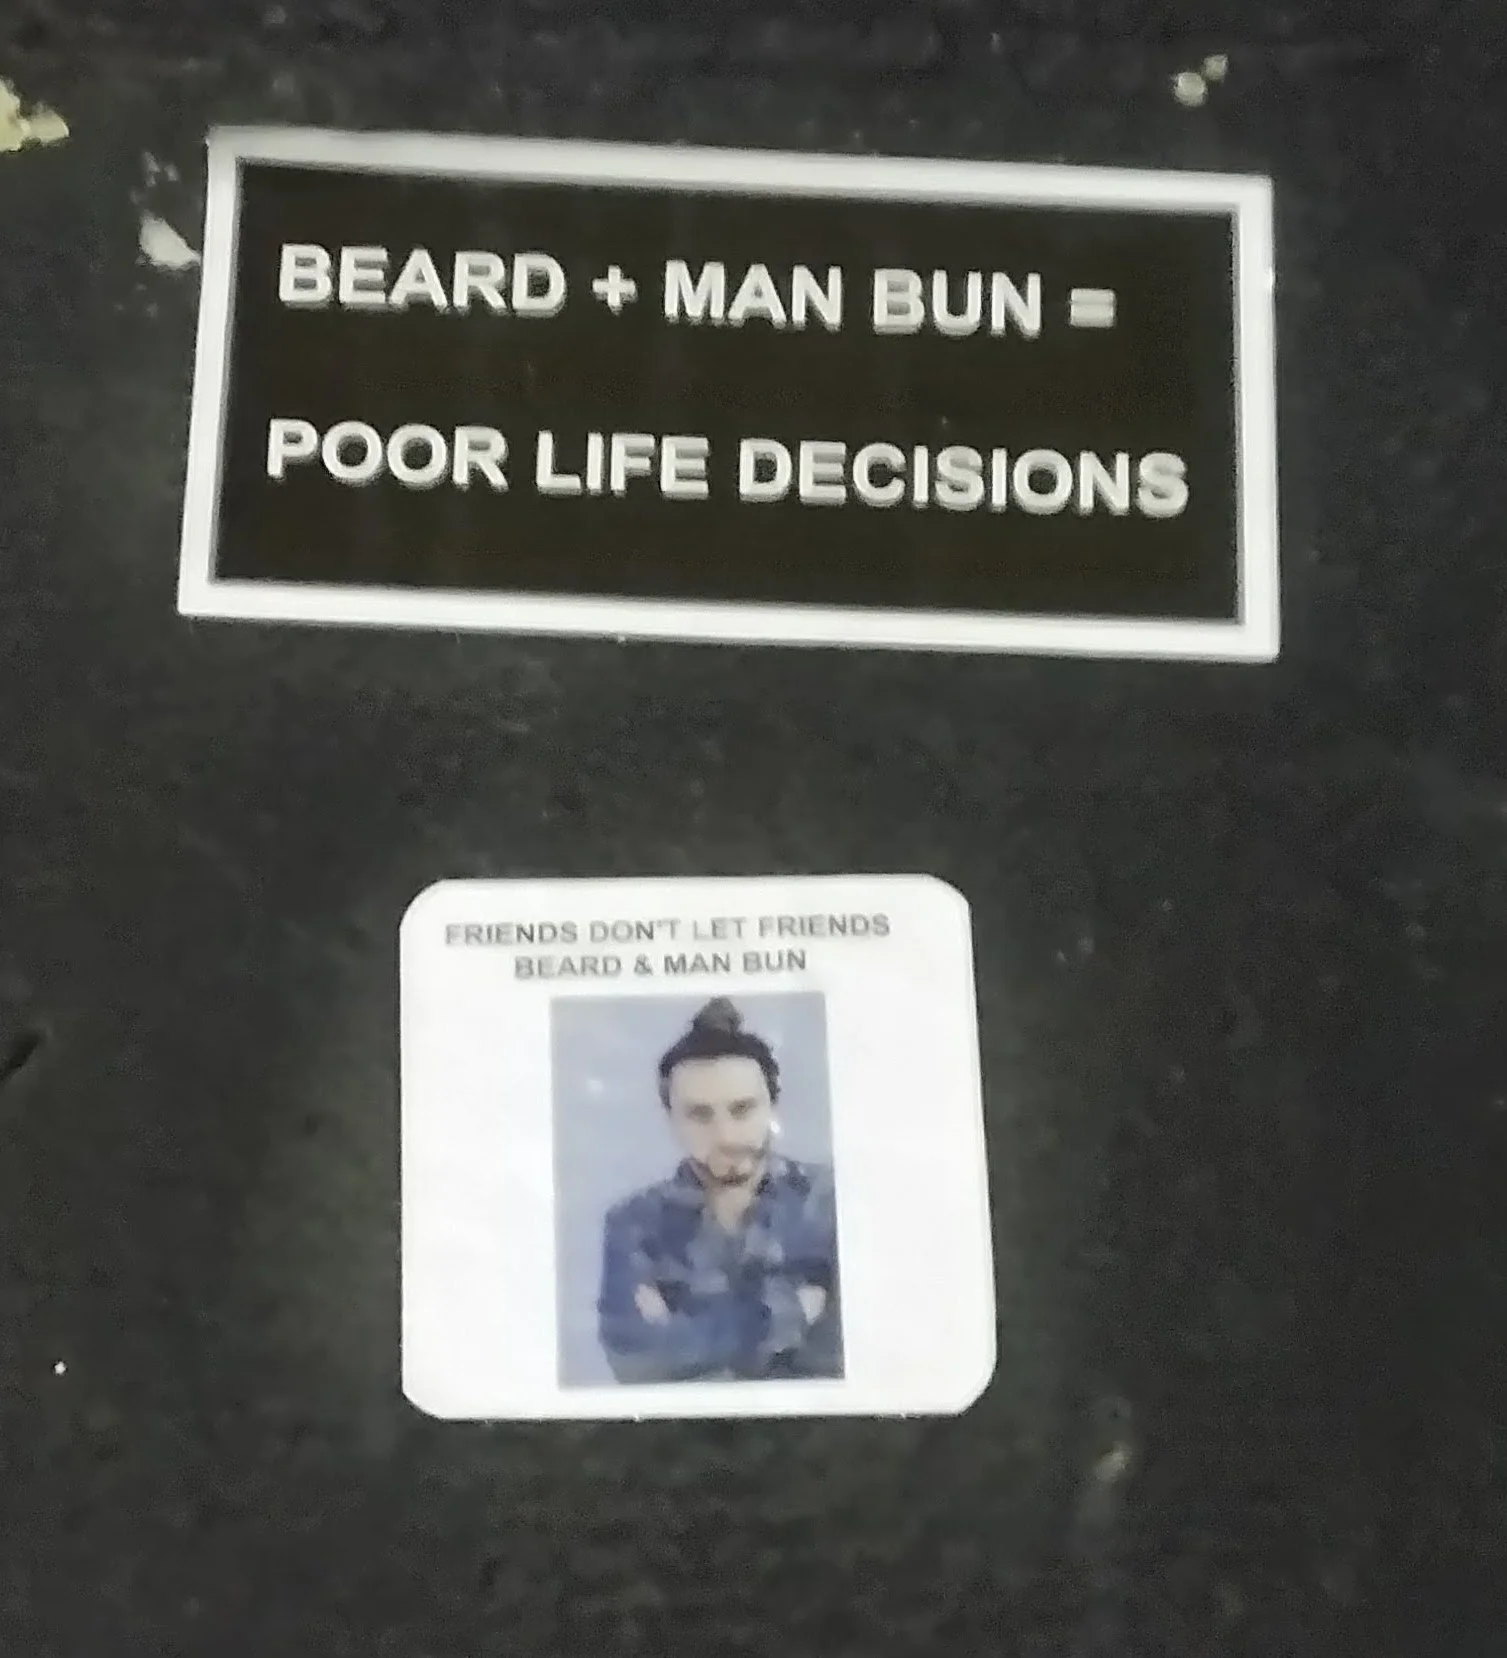 BEARD + MAN BUN =
POOR LIFE DECISIONS
FRIENDS DON'T LET FRIENDS
BEARD & MAN BUN